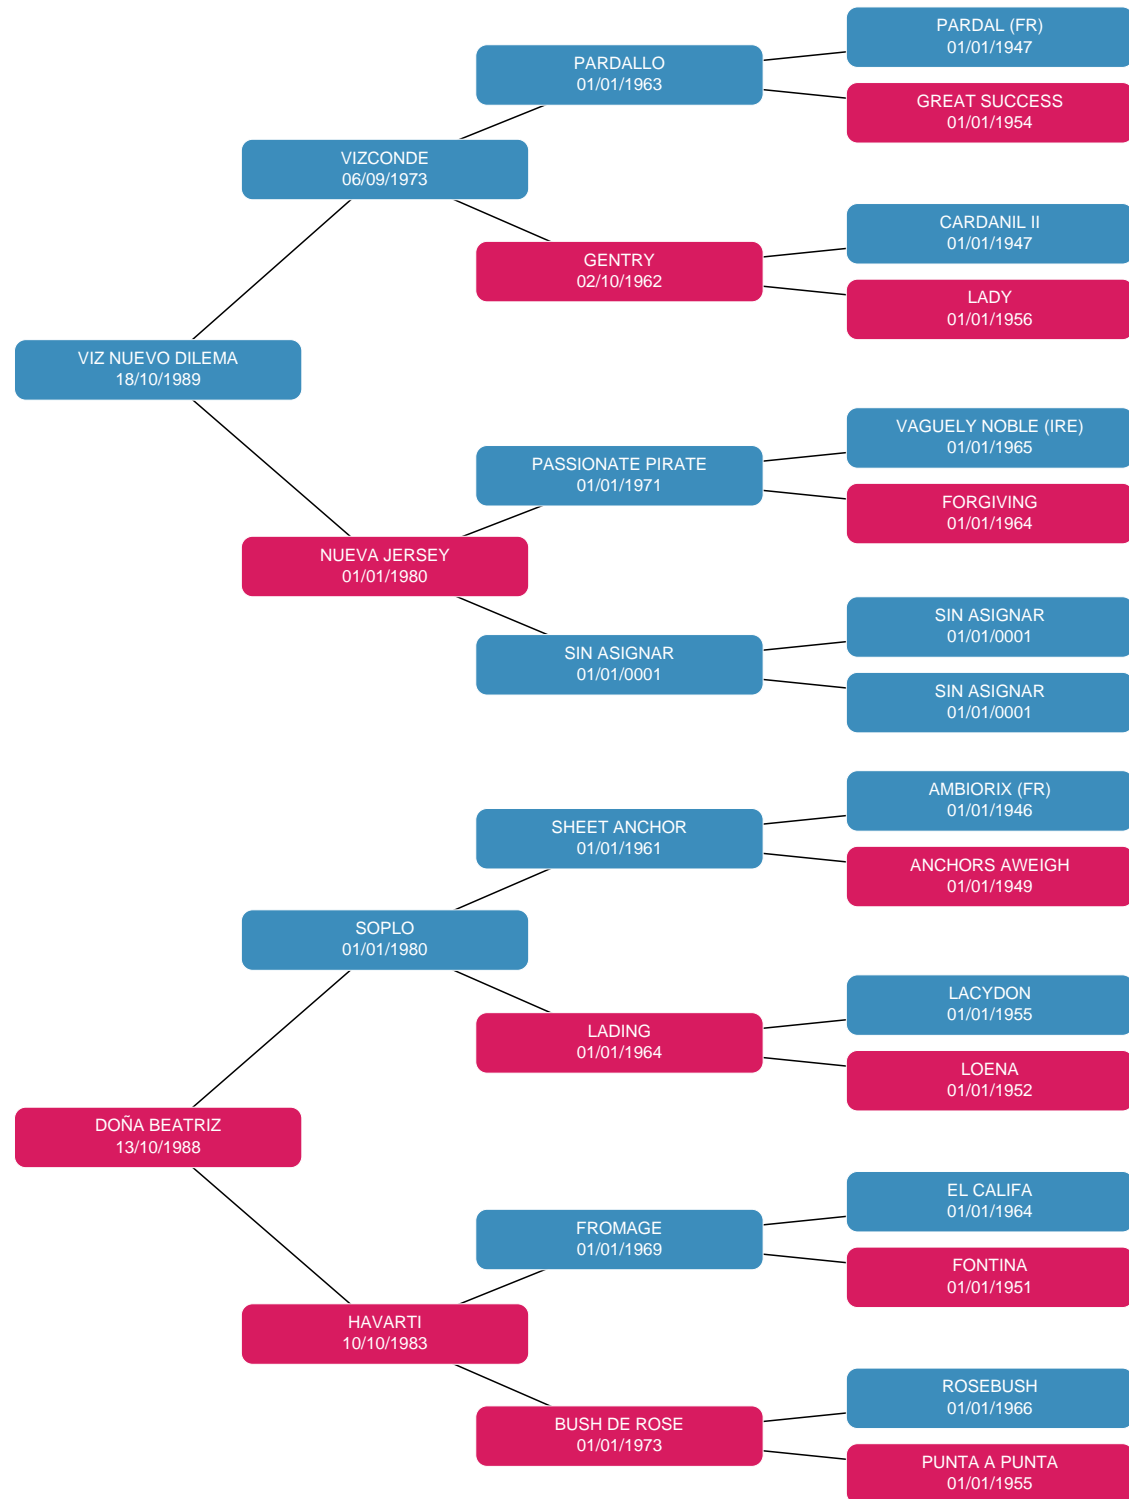 PARDAL (FR)
01/01/1947
PARDALLO
01/01/1963
GREAT SUCCESS
01/01/1954
VIZCONDE
06/09/1973
CARDANIL II
01/01/1947
GENTRY
02/10/1962
LADY
01/01/1956
VIZ NUEVO DILEMA
18/10/1989
VAGUELY NOBLE (IRE)
01/01/1965
PASSIONATE PIRATE
01/01/1971
FORGIVING
01/01/1964
NUEVA JERSEY
01/01/1980
SIN ASIGNAR
01/01/0001
SIN ASIGNAR
01/01/0001
SIN ASIGNAR
01/01/0001
AMBIORIX (FR)
01/01/1946
SHEET ANCHOR
01/01/1961
ANCHORS AWEIGH
01/01/1949
SOPLO
01/01/1980
LACYDON
01/01/1955
LADING
01/01/1964
LOENA
01/01/1952
DOÑA BEATRIZ
13/10/1988
EL CALIFA
01/01/1964
FROMAGE
01/01/1969
FONTINA
01/01/1951
HAVARTI
10/10/1983
ROSEBUSH
01/01/1966
BUSH DE ROSE
01/01/1973
PUNTA A PUNTA
01/01/1955